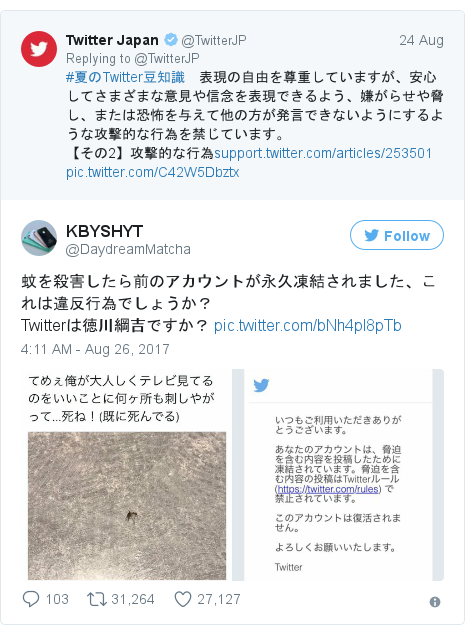 Twitter Japan @TwitterJP 24 Aug
Replying to @TwitterJP
#夏のTwitter豆知識　表現の自由を尊重していますが、安心
してさまざまな意見や信念を表現できるよう、嫌がらせや脅
し、または恐怖を与えて他の方が発言できないようにするよ
うな攻撃的な行為を禁じています。
【その2】攻撃的な行為support.twitter.com/articles/253501
pic.twitter.com/C42W5Dbztx
KBYSHYT
@DaydreamMatcha
Follow
蚊を殺害したら前のアカウントが永久凍結されました、こ
れは違反行為でしょうか？
Twitterは徳川綱吉ですか？ pic.twitter.com/bNh4pl8pTb
4:11 AM - Aug 26, 2017
てめぇ俺が大人しくテレビ見てる
のをいいことに何ヶ所も刺しやが
って...死ね！(既に死んでる)
いつもご利用いただきありが
とうございます。
あなたのアカウントは、脅迫
を含む内容を投稿したために
凍結されています。脅迫を含
む内容の投稿はTwitterルール
(https://twitter.com/rules) で
禁止されています。
このアカウントは復活されま
せん。
よろしくお願いいたします。
Twitter
103 31,264 27,127